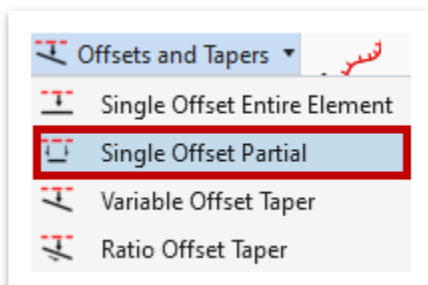 Offsets and Tapers
Single Offset Entire Element
Single Offset Partial
Variable Offset Taper
Ratio Offset Taper